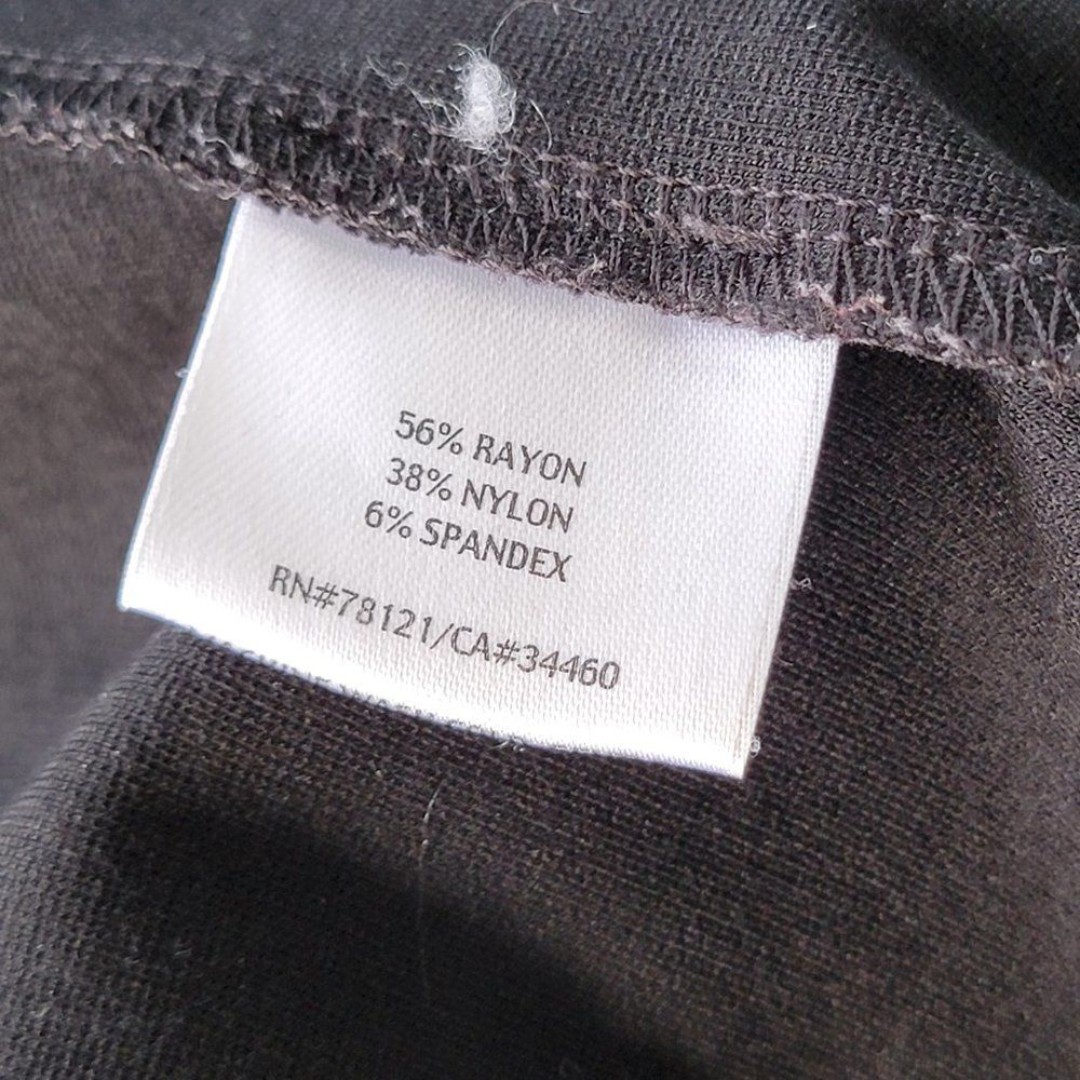 56% RAYON
38% NYLON
6% SPANDEX
RN#78121/CA#34460